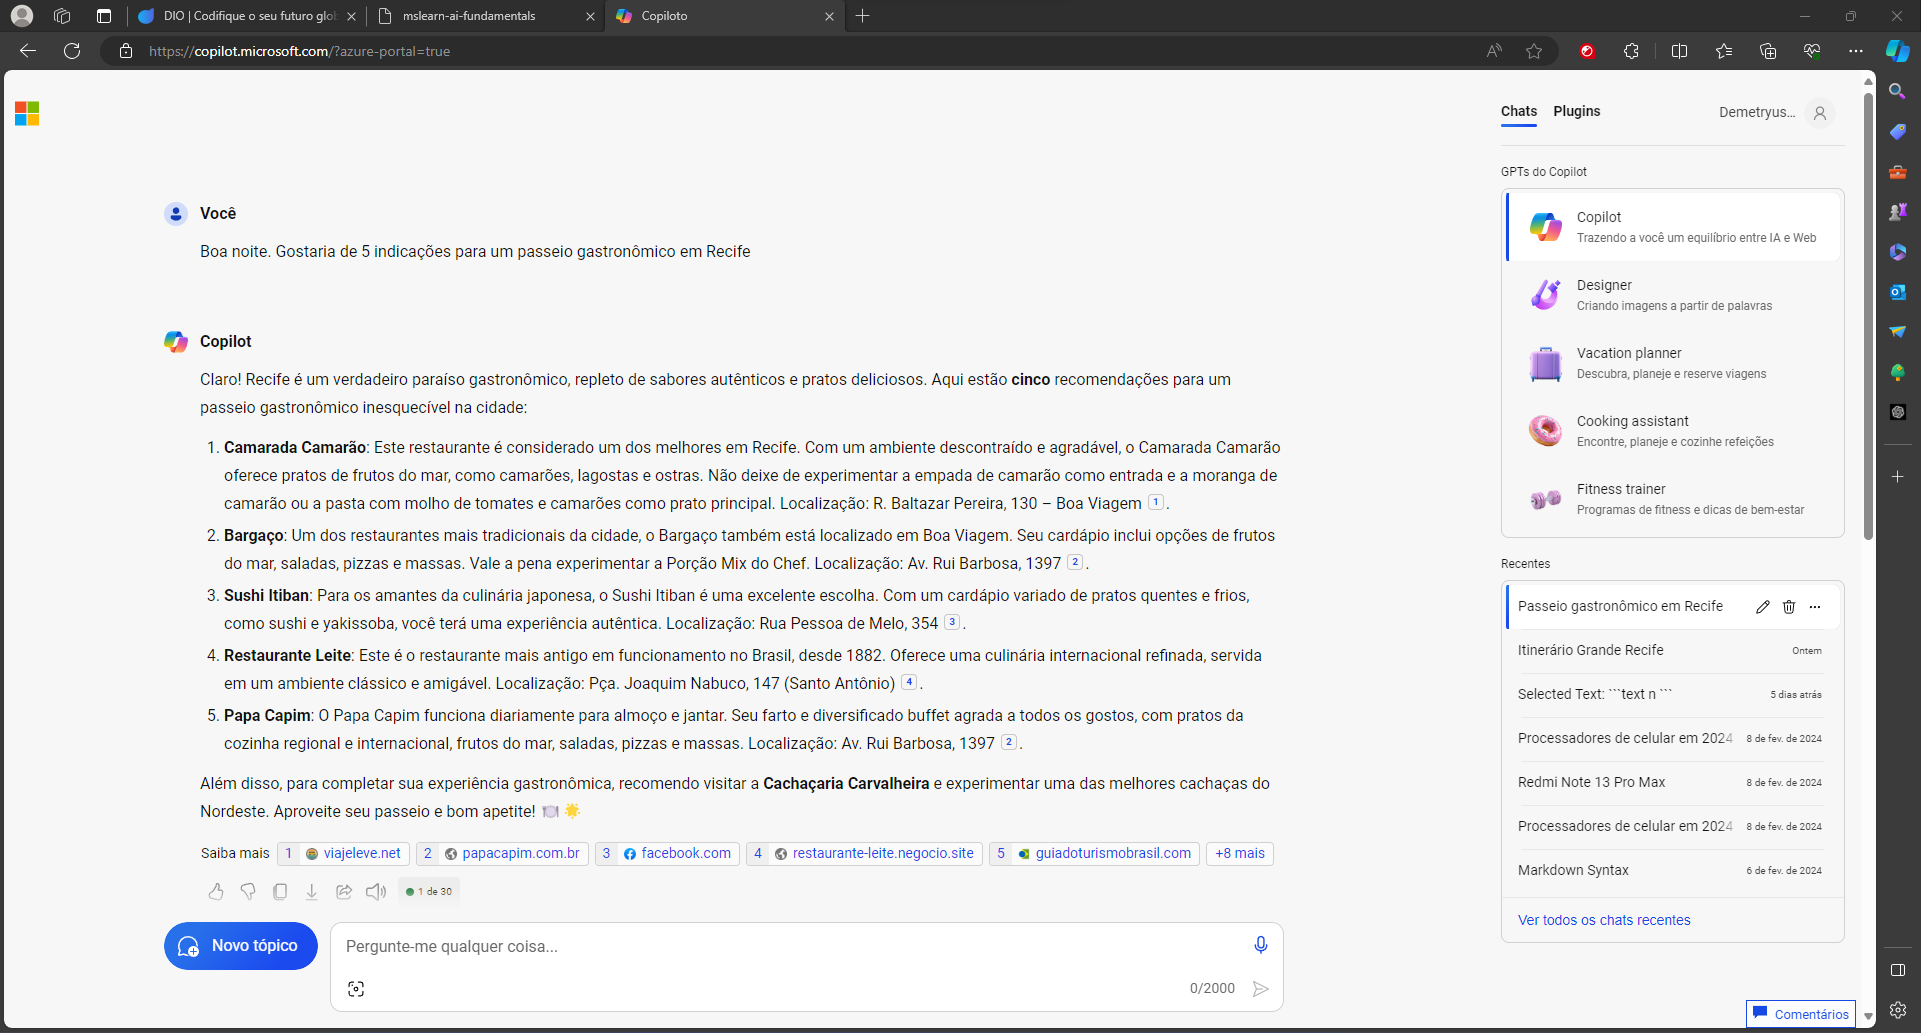 DIO | Codifique o seu futuro glo
mslearn-ai-fundamentals
Copiloto
https://copilot.microsoft.com/?azure-portal=true
Chats
Plugins
Demetryus...
Você
Boa noite. Gostaria de 5 indicações para um passeio gastronômico em Recife
Copilot
Claro! Recife é um verdadeiro paraíso gastronômico, repleto de sabores autênticos e pratos deliciosos. Aqui estão cinco recomendações para um
passeio gastronômico inesquecível na cidade:
1. Camarada Camarão: Este restaurante é considerado um dos melhores em Recife. Com um ambiente descontraído e agradável, o Camarada Camarão
oferece pratos de frutos do mar, como camarões, lagostas e ostras. Não deixe de experimentar a empada de camarão como entrada e a moranga de
camarão ou a pasta com molho de tomates e camarões como prato principal. Localização: R. Baltazar Pereira, 130 – Boa Viagem 1.
2. Bargaço: Um dos restaurantes mais tradicionais da cidade, o Bargaço também está localizado em Boa Viagem. Seu cardápio inclui opções de frutos
do mar, saladas, pizzas e massas. Vale a pena experimentar a Porção Mix do Chef. Localização: Av. Rui Barbosa, 1397 2.
3. Sushi Itiban: Para os amantes da culinária japonesa, o Sushi Itiban é uma excelente escolha. Com um cardápio variado de pratos quentes e frios,
como sushi e yakissoba, você terá uma experiência autêntica. Localização: Rua Pessoa de Melo, 354 3.
4. Restaurante Leite: Este é o restaurante mais antigo em funcionamento no Brasil, desde 1882. Oferece uma culinária internacional refinada, servida
em um ambiente clássico e amigável. Localização: Pça. Joaquim Nabuco, 147 (Santo Antônio) 4.
5. Papa Capim: O Papa Capim funciona diariamente para almoço e jantar. Seu farto e diversificado buffet agrada a todos os gostos, com pratos da
cozinha regional e internacional, frutos do mar, saladas, pizzas e massas. Localização: Av. Rui Barbosa, 1397 2.
Além disso, para completar sua experiência gastronômica, recomendo visitar a Cachaçaria Carvalheira e experimentar uma das melhores cachaças do
Nordeste. Aproveite seu passeio e bom apetite! 🍽️ 🌟
Saiba mais 1 viajeleve.net 2 papacapim.com.br 3 facebook.com 4 restaurante-leite.negocio.site 5 guiadoturismobrasil.com +8 mais
1 de 30
Novo tópico
Pergunte-me qualquer coisa...
0/2000
GPTs do Copilot
Copilot
Trazendo a você um equilíbrio entre IA e Web
Designer
Criando imagens a partir de palavras
Vacation planner
Descubra, planeje e reserve viagens
Cooking assistant
Encontre, planeje e cozinhe refeições
Fitness trainer
Programas de fitness e dicas de bem-estar
Recentes
Passeio gastronômico em Recife
Itinerário Grande Recife Ontem
Selected Text: ```text n ``` 5 dias atrás
Processadores de celular em 2024 8 de fev. de 2024
Redmi Note 13 Pro Max 8 de fev. de 2024
Processadores de celular em 2024 8 de fev. de 2024
Markdown Syntax 6 de fev. de 2024
Ver todos os chats recentes
Comentários